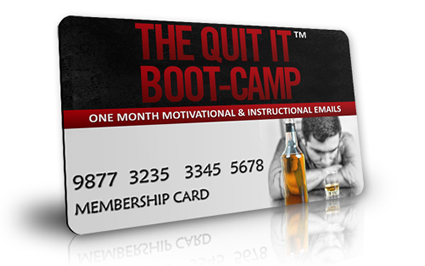 THE QUIT IT™
BOOT-CAMP
ONE MONTH MOTIVATIONAL & INSTRUCTIONAL EMAILS
9877 3235 3345 5678
MEMBERSHIP CARD